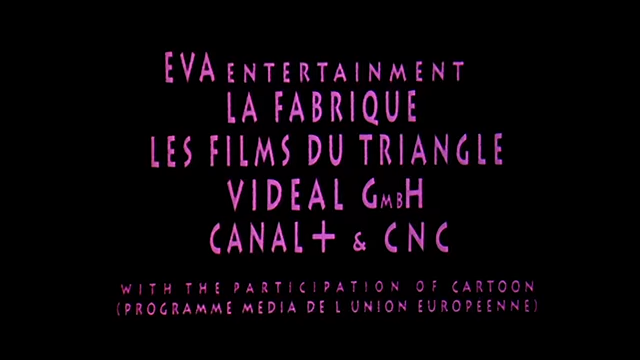 EVA ENTERTAINMENT
LA FABRIQUE
LES FILMS DU TRIANGLE
VIDEAL GMBH
CANAL+ & CNC
WITH THE PARTICIPATION OF CARTOON
(PROGRAMME MEDIA DE L'UNION EUROPEENNE)